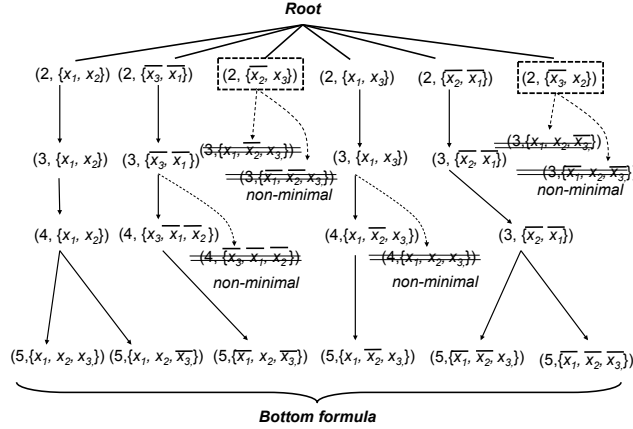 Root
(2, {x₁, x₂}) (2, {x̅₃, x̅₁}) (2, {x̅₂, x₃}) (2, {x₁, x₃}) (2, {x̅₂, x̅₁}) (2, {x̅₃, x₂})
(3,{x₁, x₂, x̅₃,})
(3, {x₁, x₂}) (3, {x̅₃, x̅₁}) (3,{x₁, x̅₂, x₃,}) (3, {x₁, x₃}) (3, {x̅₂, x̅₁})
(3,{x̅₁, x̅₂, x₃,}) (3,{x̅₁, x₂, x̅₃,})
non-minimal non-minimal
(4, {x₁, x₂}) (4, {x₃, x̅₁, x̅₂}) (4,{x₁, x̅₂, x₃,}) (3, {x̅₂, x̅₁})
(4, {x̅₃, x̅₁, x̅₂}) (4,{x₁, x₂, x₃,})
non-minimal non-minimal
(5,{x₁, x₂, x₃,}) (5,{x₁, x₂, x̅₃,}) (5,{x̅₁, x₂, x̅₃,}) (5,{x₁, x̅₂, x₃,}) (5,{x̅₁, x̅₂, x₃,}) (5,{x̅₁, x̅₂, x̅₃,})
Bottom formula